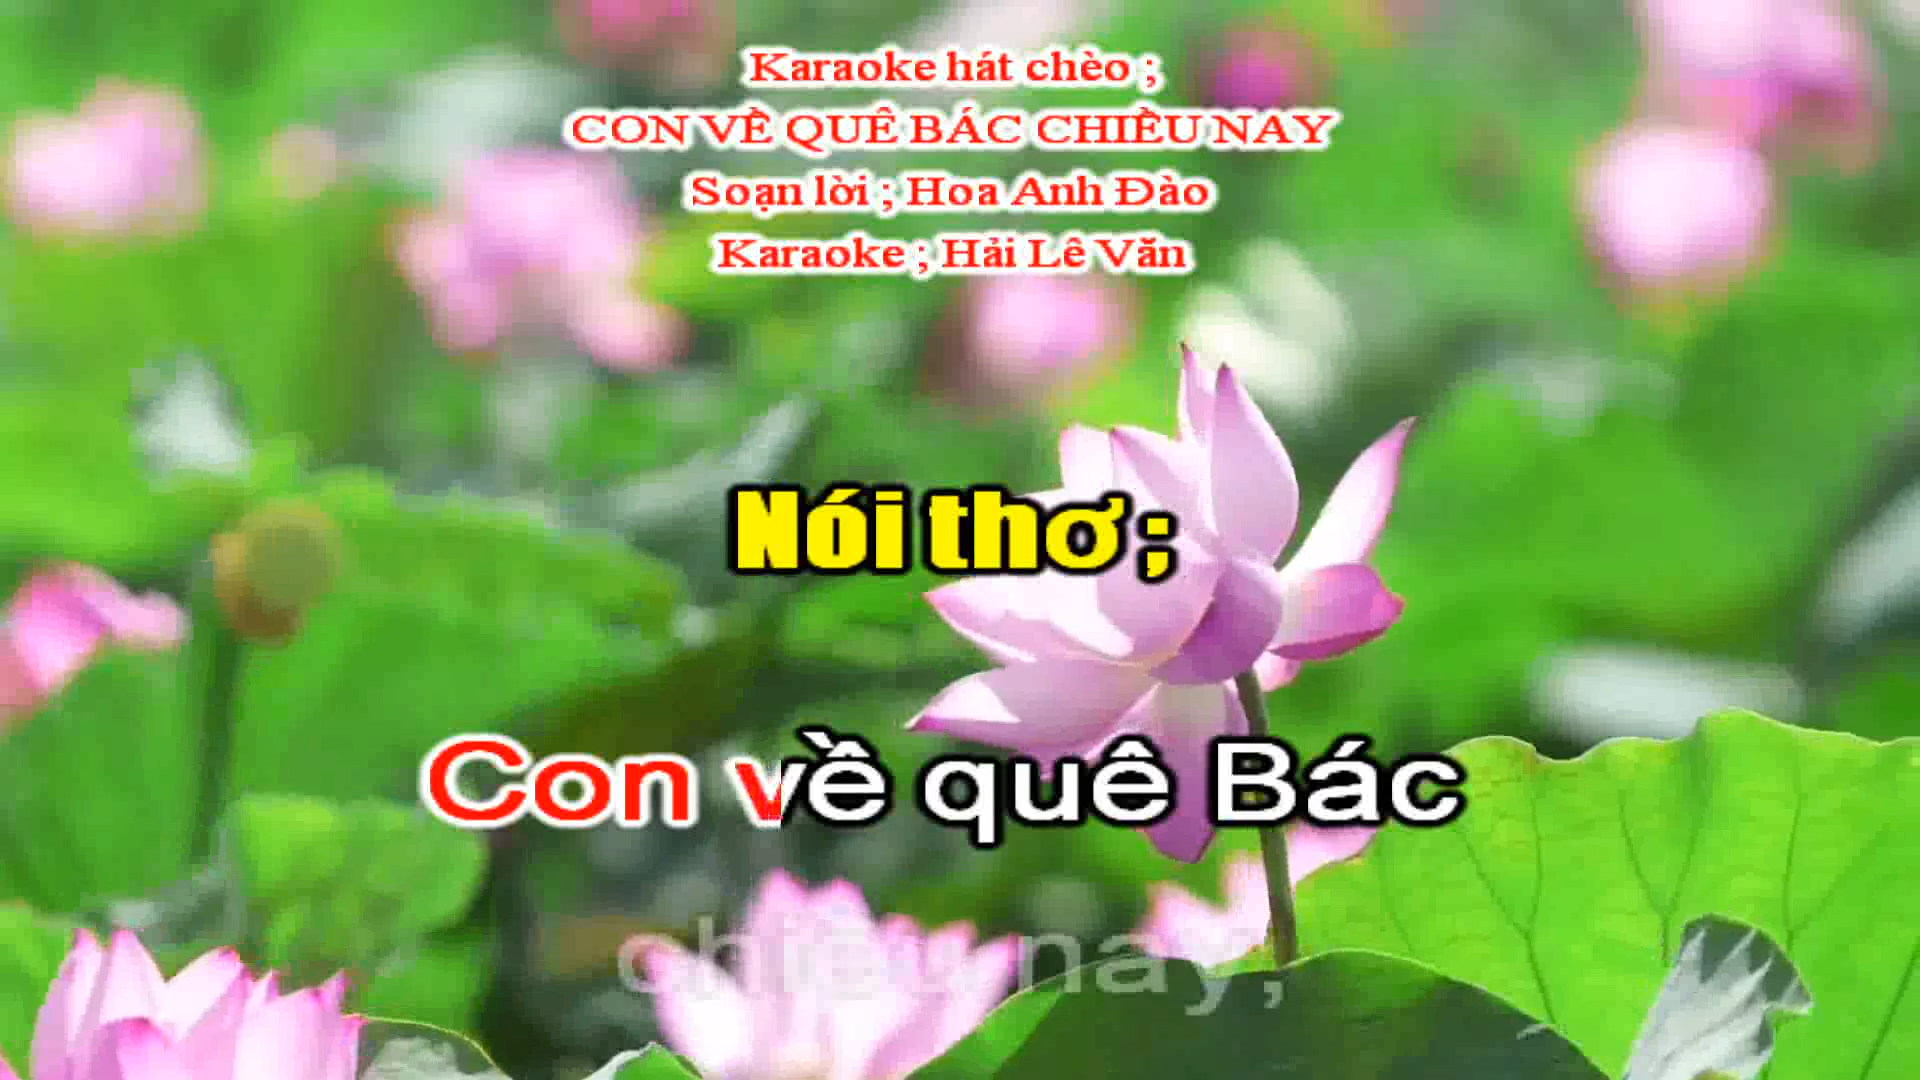 Karaoke hát chèo ;
CON VỀ QUÊ BÁC CHIỀU NAY
Soạn lời ; Hoa Anh Đào
Karaoke ; Hải Lê Văn
Nói thơ ;
Con về quê Bác
chiều nay,